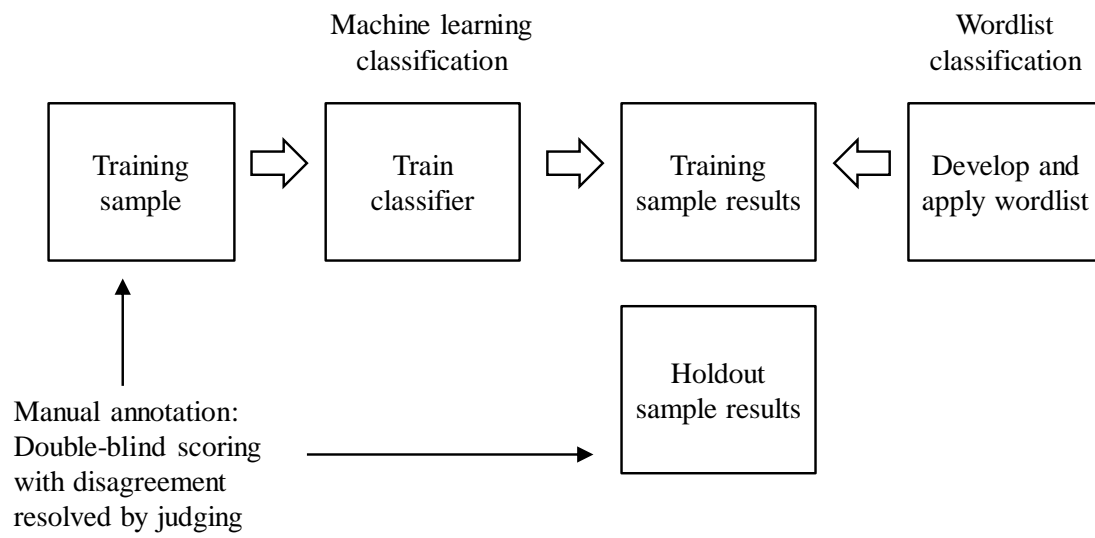 Machine learning
classification
Wordlist
classification
Training
sample
Train
classifier
Training
sample results
Develop and
apply wordlist
Holdout
sample results
Manual annotation:
Double-blind scoring
with disagreement
resolved by judging